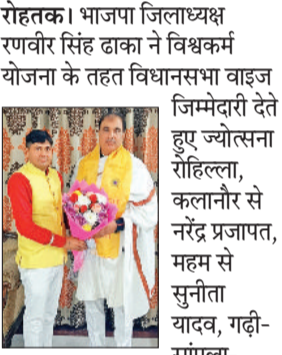 रोहतक। भाजपा जिलाध्यक्ष
रणवीर सिंह ढाका ने विश्वकर्म
योजना के तहत विधानसभा वाइज
जिम्मेदारी देते
हुए ज्योत्सना
रोहिल्ला,
कलानौर से
नरेंद्र प्रजापत,
महम से
सुनीता
यादव, गढ़ी-